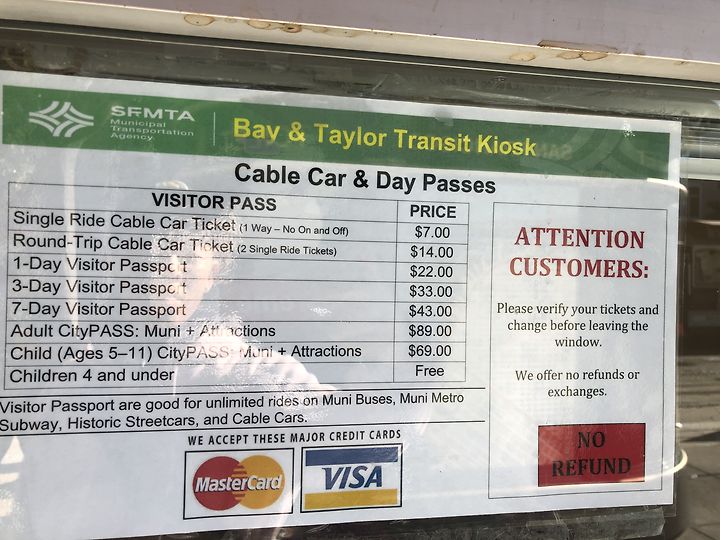 SFMTA
Municipal
Transportation
Agency
Bay & Taylor Transit Kiosk
Cable Car & Day Passes
VISITOR PASS PRICE
Single Ride Cable Car Ticket (1 Way – No On and Off) $7.00
Round-Trip Cable Car Ticket (2 Single Ride Tickets) $14.00
1-Day Visitor Passport $22.00
3-Day Visitor Passport $33.00
7-Day Visitor Passport $43.00
Adult CityPASS: Muni + Attractions $89.00
Child (Ages 5–11) CityPASS: Muni + Attractions $69.00
Children 4 and under Free
Visitor Passport are good for unlimited rides on Muni Buses, Muni Metro
Subway, Historic Streetcars, and Cable Cars.
WE ACCEPT THESE MAJOR CREDIT CARDS
MasterCard VISA
ATTENTION
CUSTOMERS:
Please verify your tickets and
change before leaving the
window.
We offer no refunds or
exchanges.
NO
REFUND